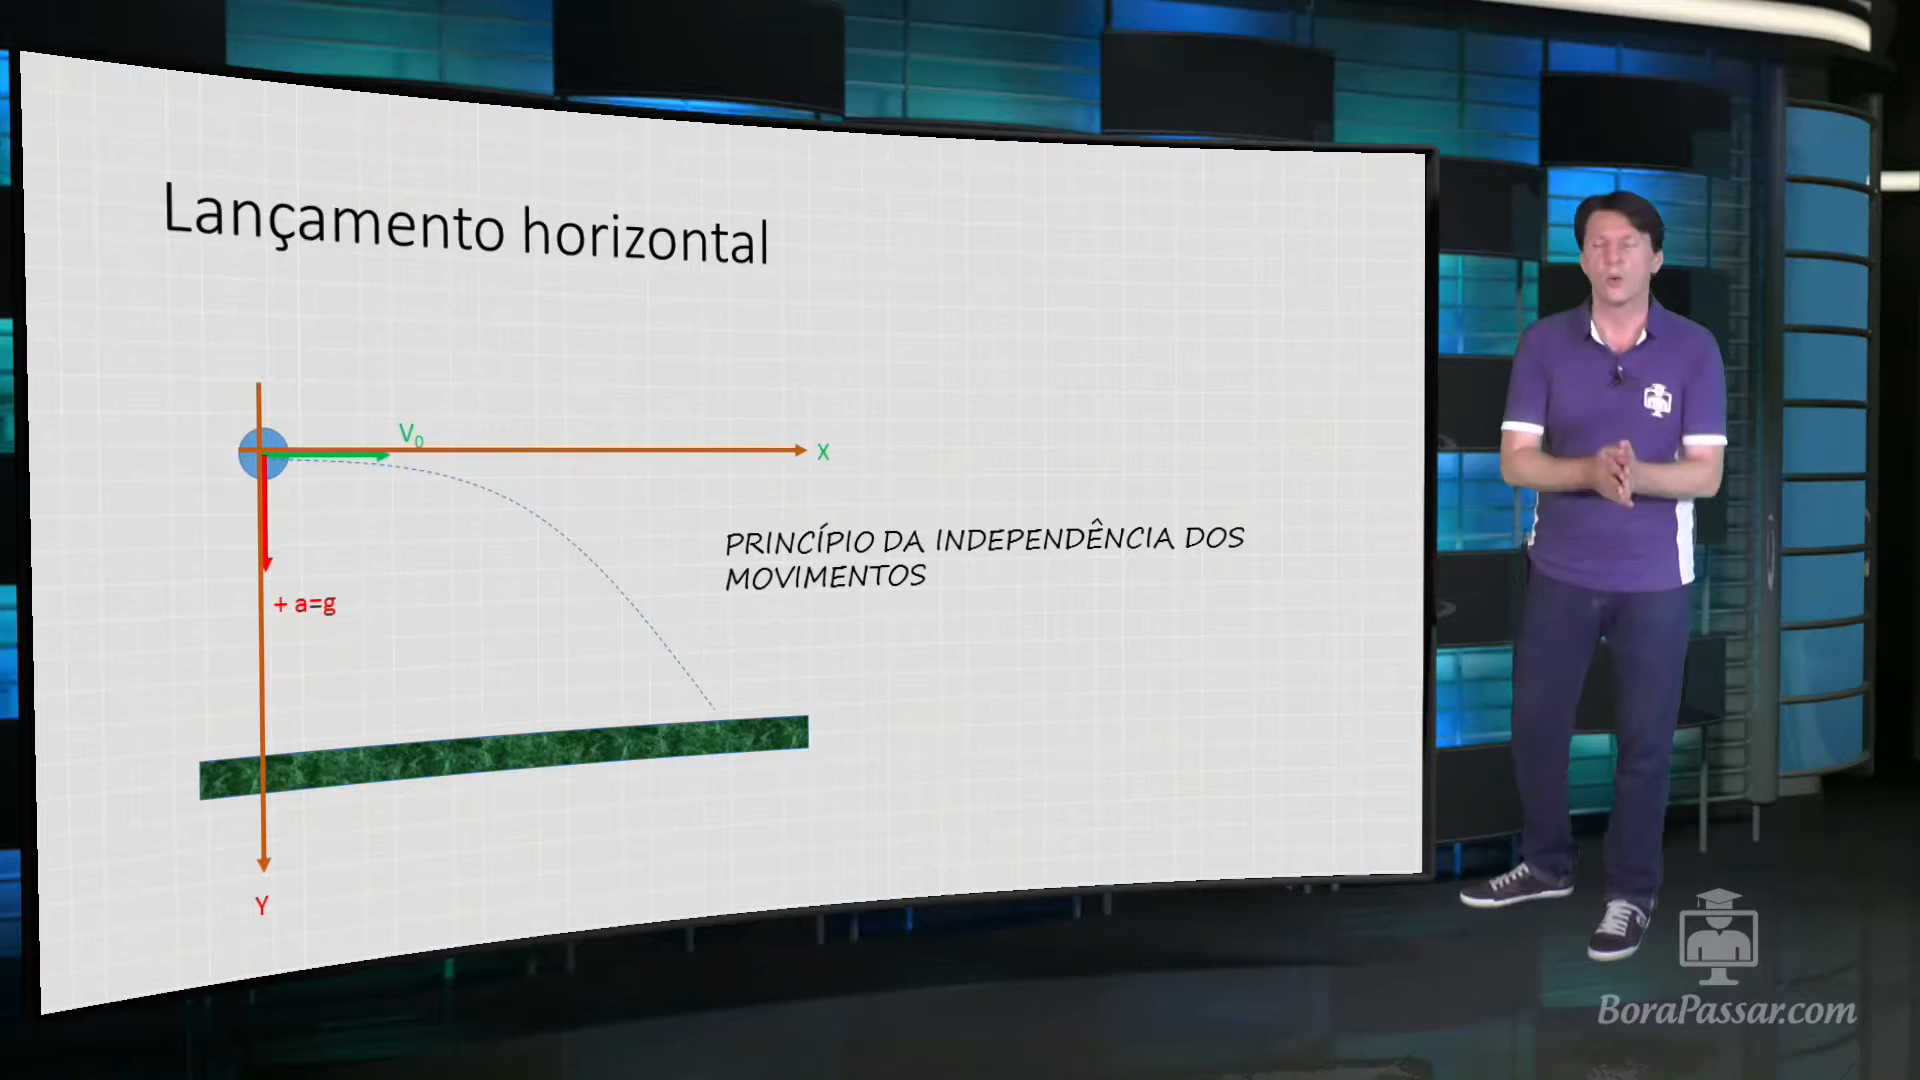 Lançamento horizontal
V₀
X
PRINCÍPIO DA INDEPENDÊNCIA DOS
MOVIMENTOS
+ a=g
Y
BoraPassar.com